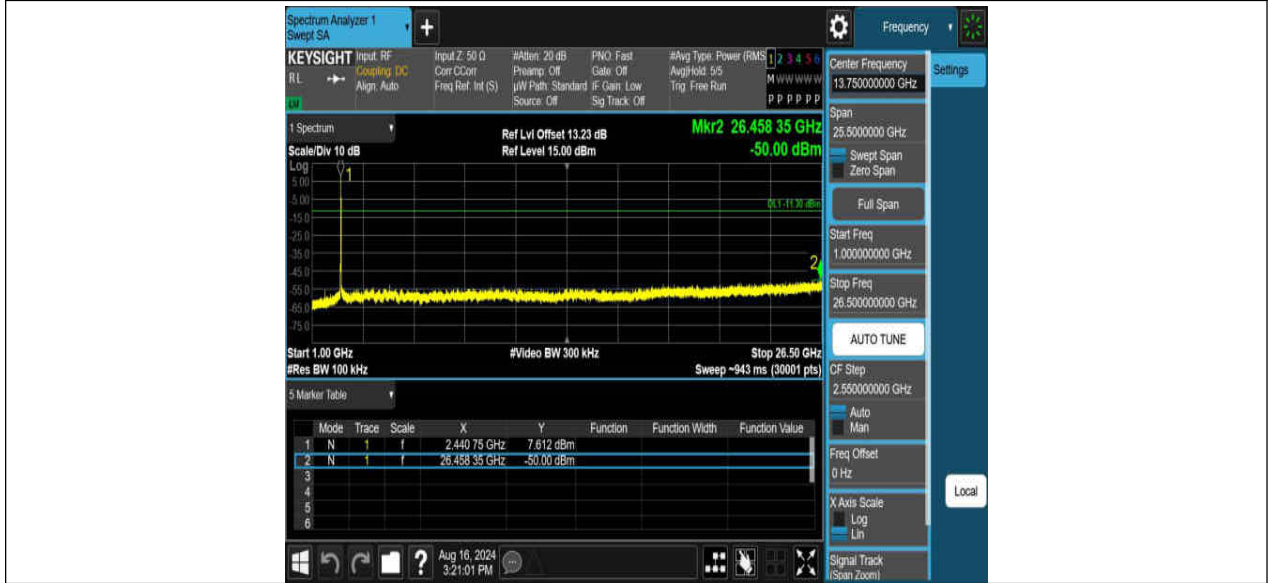 Spectrum Analyzer 1
Swept SA
+
Frequency
KEYSIGHT Input: RF Input Z: 50 Ω #Atten: 20 dB PNO: Fast #Avg Type: Power (RMS 1 2 3 4 5 6
RL Coupling: DC Corr CCorr Preamp: Off Gate: Off Avg|Hold: 5/5 M W W W W W
Align: Auto Freq Ref: Int (S) µW Path: Standard IF Gain: Low Trig: Free Run
Source: Off Sig Track: Off P P P P P P
1 Spectrum
Ref Lvl Offset 13.23 dB
Mkr2 26.458 35 GHz
Scale/Div 10 dB
Ref Level 15.00 dBm
-50.00 dBm
Log
1
5.00
-5.00
DL1 -11.70 dBm
-15.0
-25.0
-35.0
2
-45.0
-55.0
-65.0
-75.0
Start 1.00 GHz #Video BW 300 kHz Stop 26.50 GHz
#Res BW 100 kHz Sweep ~943 ms (30001 pts)
5 Marker Table
Mode Trace Scale X Y Function Function Width Function Value
1 N 1 f 2.440 75 GHz 7.612 dBm
2 N 1 f 26.458 35 GHz -50.00 dBm
3
4
5
6
?
Aug 16, 2024
3:21:01 PM
Center Frequency
13.750000000 GHz
Settings
Span
25.5000000 GHz
Swept Span
Zero Span
Full Span
Start Freq
1.000000000 GHz
Stop Freq
26.500000000 GHz
AUTO TUNE
CF Step
2.550000000 GHz
Auto
Man
Freq Offset
0 Hz
X Axis Scale
Log
Lin
Signal Track
(Span Zoom)
Local